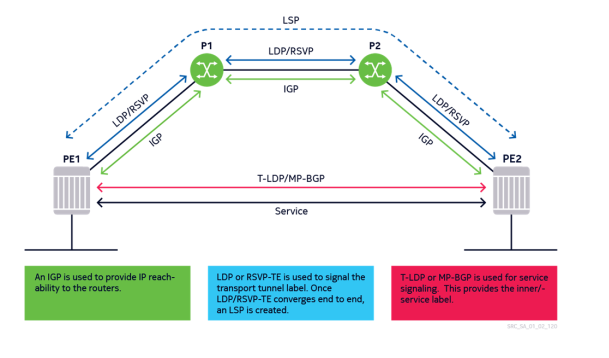 LSP
P1
P2
LDP/RSVP
IGP
LDP/RSVP
LDP/RSVP
IGP
IGP
PE1
PE2
T-LDP/MP-BGP
Service
An IGP is used to provide IP reach-
ability to the routers.
LDP or RSVP-TE is used to signal the
transport tunnel label. Once
LDP/RSVP-TE converges end to end,
an LSP is created.
T-LDP or MP-BGP is used for service
signaling. This provides the inner/-
service label.
SRC_SA_01_02_120